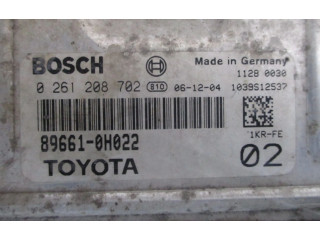 BOSCH Made in Germany
1128 0030
0 261 208 702 810 06-12-04 1039S12537
1KR-FE
89661-0H022
TOYOTA 02